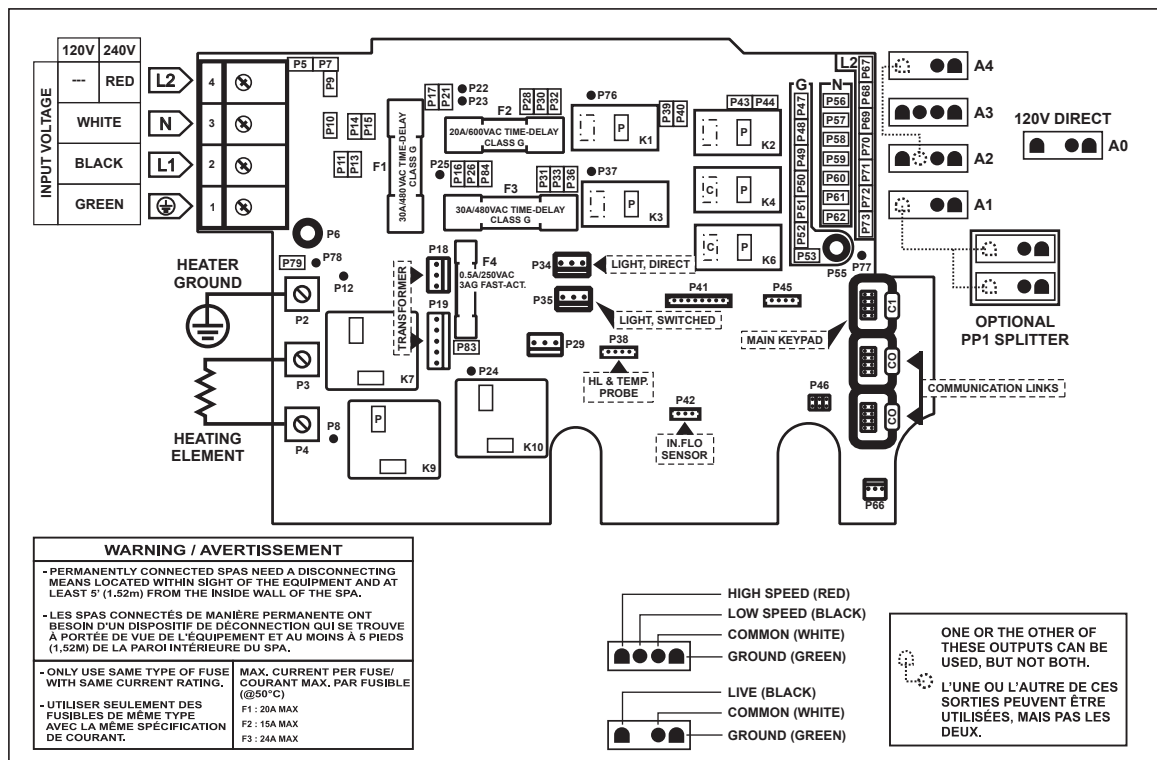 120V 240V
INPUT VOLTAGE
--- RED L2 4
WHITE N 3
BLACK L1 2
GREEN 1
P5 P7
P9
P10
P14 P15
P11 P13
F1
30A/480VAC TIME-DELAY
CLASS G
P17 P21
P22
P23
F2
20A/600VAC TIME-DELAY
CLASS G
P28 P30 P32
P76
P K1
P39 P40
P43 P44
P K2
P25
P16 P26 P84
F3
30A/480VAC TIME-DELAY
CLASS G
P31 P33 P36
P37
P K3
C P K4
C P K6
G
P47
P48
P49
P50
P51
P52
P53
N
P56
P57
P58
P59
P60
P61
P62
L2
P67
P68
P69
P70
P71
P72
P73
P55
P77
A4
A3
A2
A1
120V DIRECT
A0
OPTIONAL
PP1 SPLITTER
P6
P79
P78
P12
HEATER
GROUND
P2
P3
P4
P8
HEATING
ELEMENT
TRANSFORMER
P18
P19
F4
0.5A/250VAC
3AG FAST-ACT.
P83
P24
K7
P K9
K10
P34
LIGHT, DIRECT
P35
LIGHT, SWITCHED
P29
P38
HL & TEMP.
PROBE
P41
P45
P42
IN.FLO
SENSOR
MAIN KEYPAD
C1
CO
CO
COMMUNICATION LINKS
P46
P66
WARNING / AVERTISSEMENT
- PERMANENTLY CONNECTED SPAS NEED A DISCONNECTING
MEANS LOCATED WITHIN SIGHT OF THE EQUIPMENT AND AT
LEAST 5' (1.52m) FROM THE INSIDE WALL OF THE SPA.
- LES SPAS CONNECTÉS DE MANIÈRE PERMANENTE ONT
BESOIN D'UN DISPOSITIF DE DÉCONNECTION QUI SE TROUVE
À PORTÉE DE VUE DE L'ÉQUIPEMENT ET AU MOINS À 5 PIEDS
(1,52M) DE LA PAROI INTÉRIEURE DU SPA.
- ONLY USE SAME TYPE OF FUSE
WITH SAME CURRENT RATING.
- UTILISER SEULEMENT DES
FUSIBLES DE MÊME TYPE
AVEC LA MÊME SPÉCIFICATION
DE COURANT.
MAX. CURRENT PER FUSE/
COURANT MAX. PAR FUSIBLE
(@50°C)
F1 : 20A MAX
F2 : 15A MAX
F3 : 24A MAX
HIGH SPEED (RED)
LOW SPEED (BLACK)
COMMON (WHITE)
GROUND (GREEN)
LIVE (BLACK)
COMMON (WHITE)
GROUND (GREEN)
ONE OR THE OTHER OF
THESE OUTPUTS CAN BE
USED, BUT NOT BOTH.
L'UNE OU L'AUTRE DE CES
SORTIES PEUVENT ÊTRE
UTILISÉES, MAIS PAS LES
DEUX.